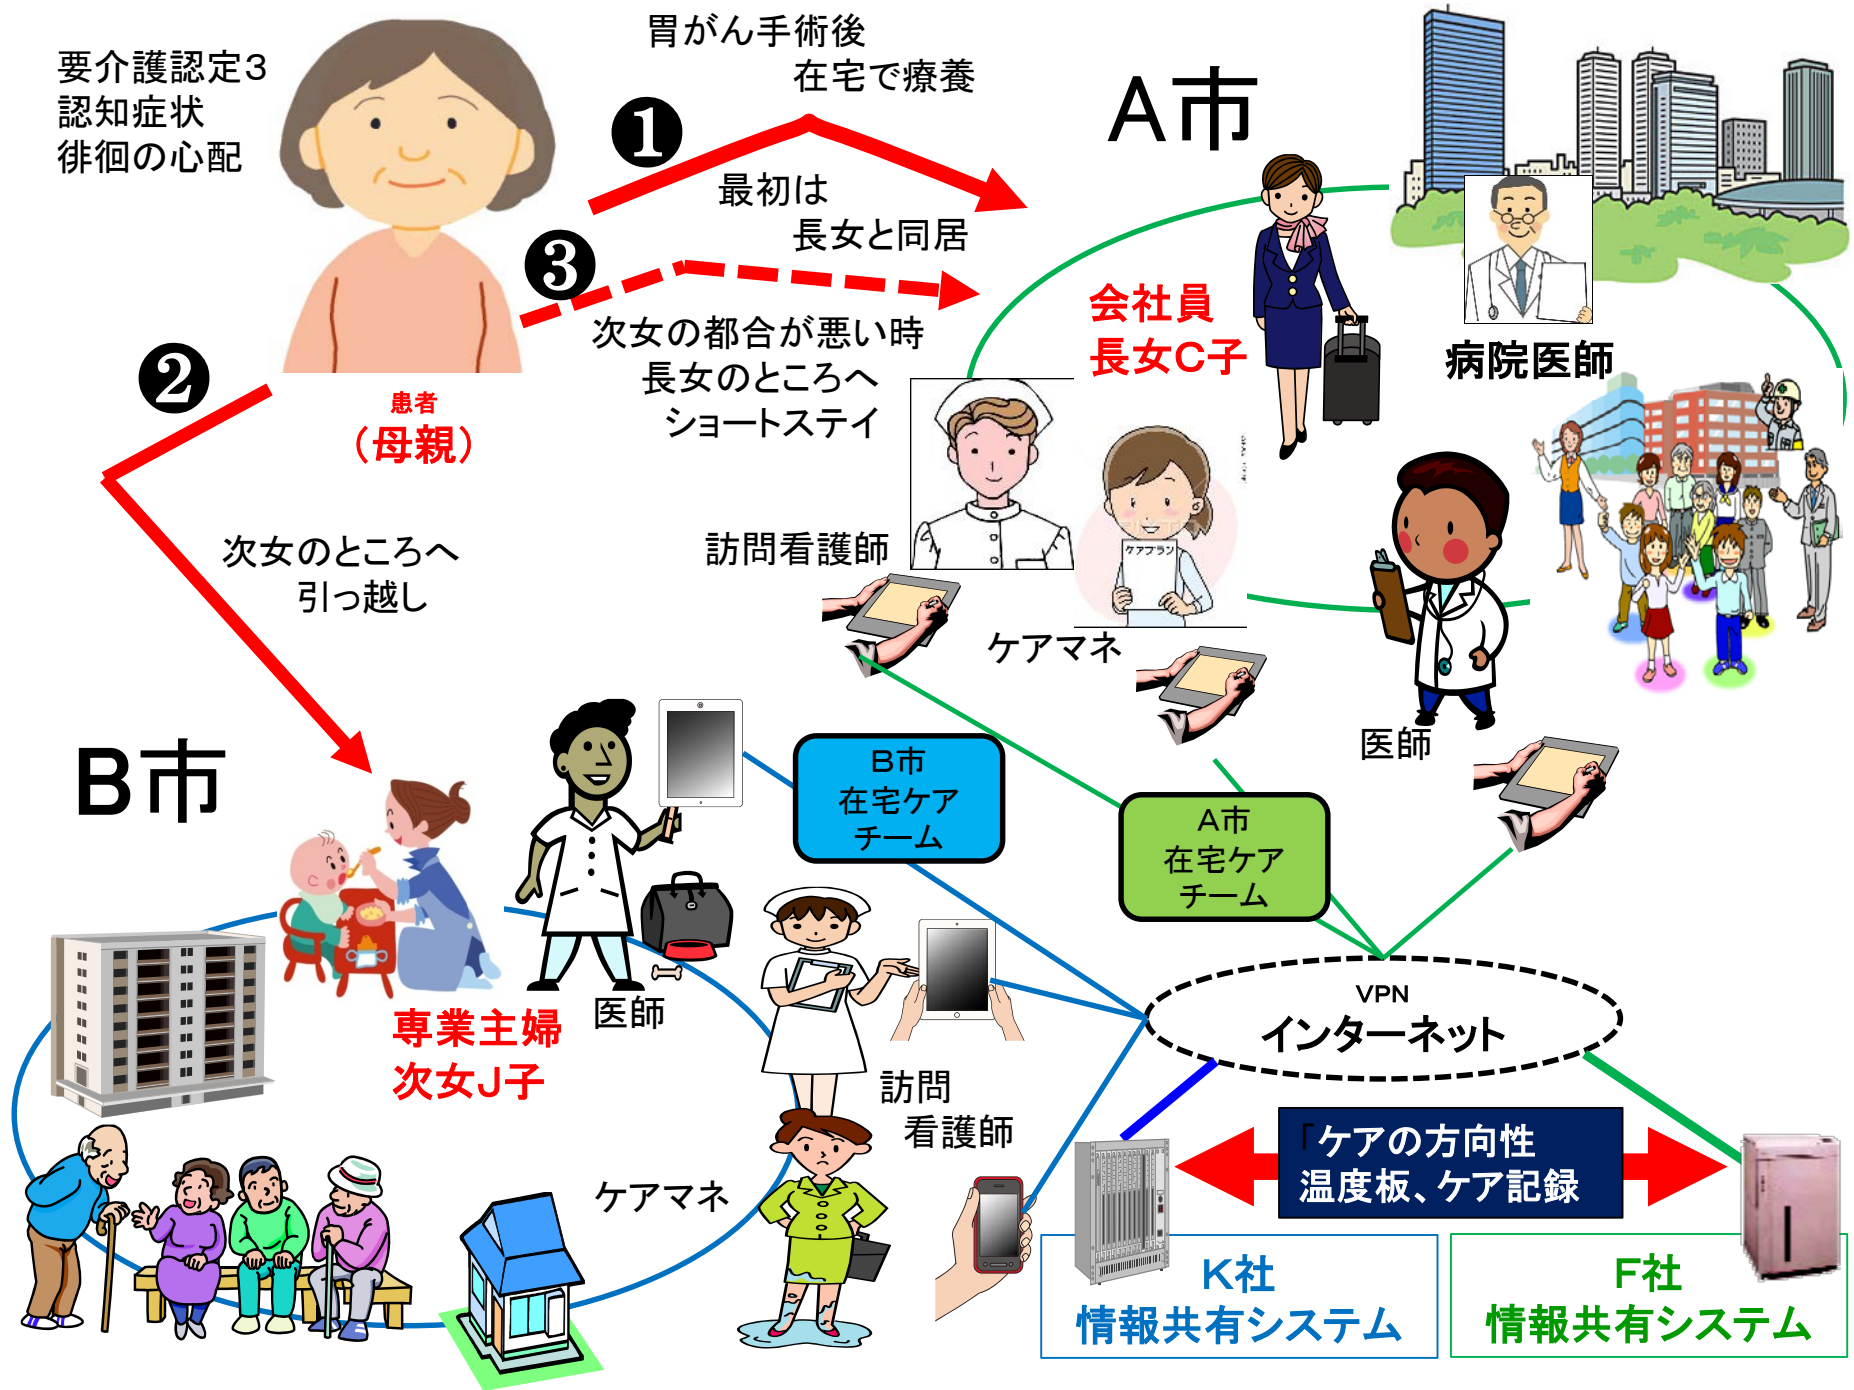 要介護認定3
認知症状
徘徊の心配
胃がん手術後
在宅で療養
A市
❶
最初は
長女と同居
❸
次女の都合が悪い時
長女のところへ
ショートステイ
会社員
長女C子
病院医師
❷
患者
（母親）
次女のところへ
引っ越し
訪問看護師
ケアプラン
ケアマネ
医師
B市
B市
在宅ケア
チーム
A市
在宅ケア
チーム
専業主婦
次女J子
医師
訪問
看護師
ケアマネ
VPN
インターネット
「ケアの方向性
温度板、ケア記録
K社
情報共有システム
F社
情報共有システム